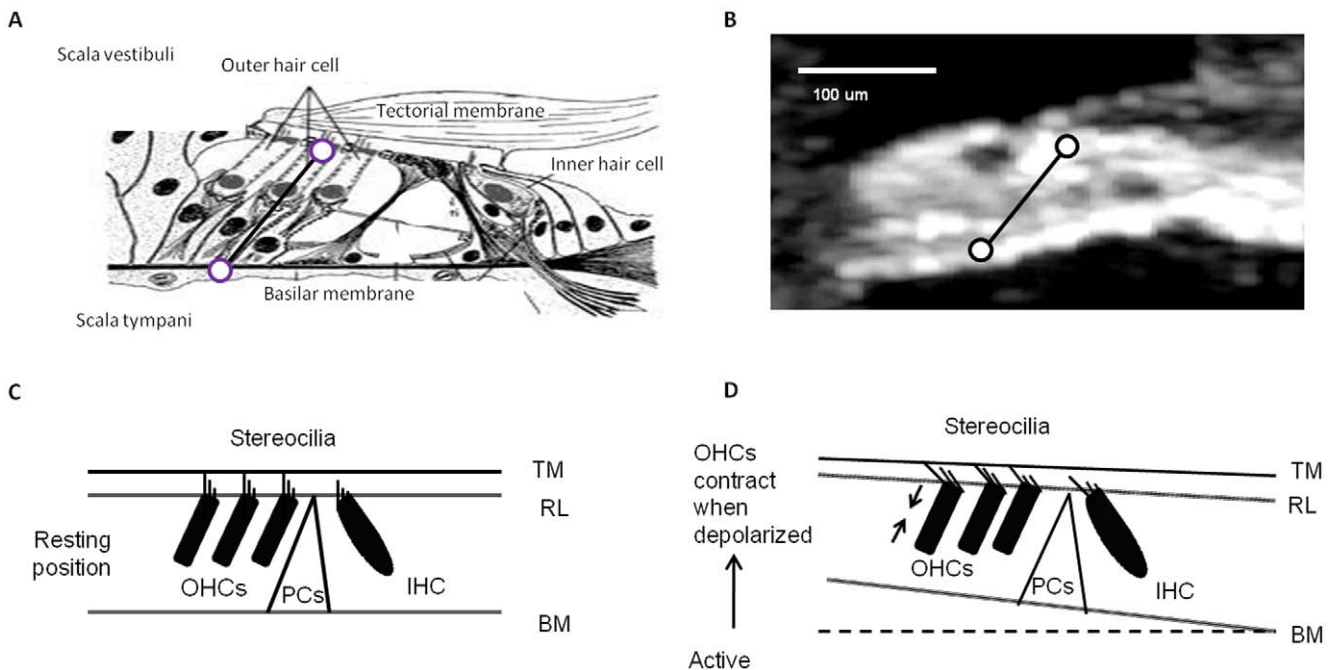 A
Scala vestibuli
Outer hair cell
Tectorial membrane
Inner hair cell
Basilar membrane
Scala tympani
B
100 um
C
Stereocilia
TM
RL
Resting
position
OHCs
PCs
IHC
BM
D
Stereocilia
OHCs
contract
when
depolarized
TM
RL
OHCs
PCs
IHC
BM
Active